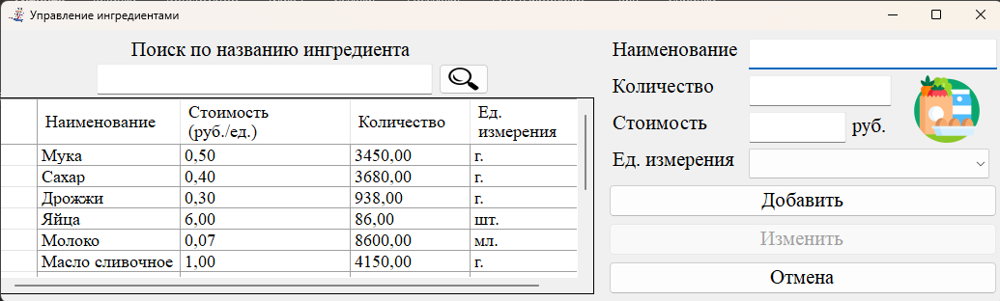 Управление ингредиентами
Поиск по названию ингредиента
Наименование Стоимость (руб./ед.) Количество Ед. измерения
Мука 0,50 3450,00 г.
Сахар 0,40 3680,00 г.
Дрожжи 0,30 938,00 г.
Яйца 6,00 86,00 шт.
Молоко 0,07 8600,00 мл.
Масло сливочное 1,00 4150,00 г.
Наименование
Количество
Стоимость руб.
Ед. измерения
Добавить
Изменить
Отмена